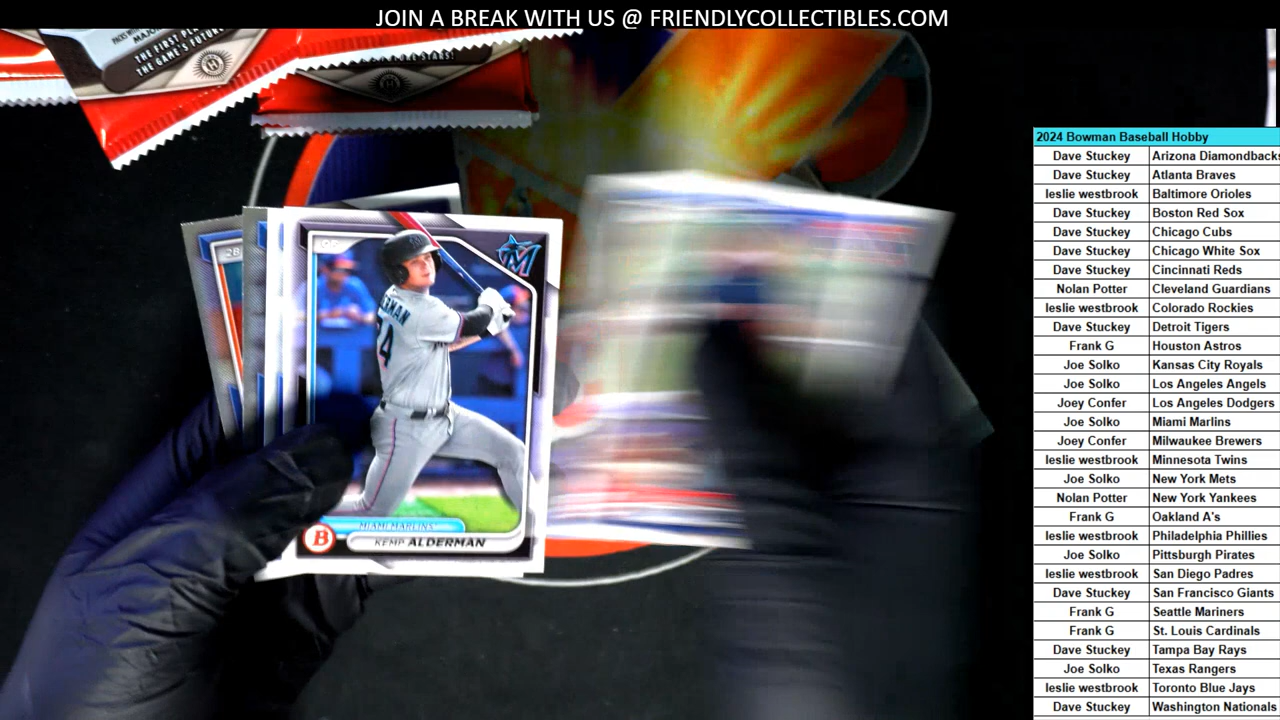 JOIN A BREAK WITH US @ FRIENDLYCOLLECTIBLES.COM
THE FIRST
THE GAME'S
2024 Bowman Baseball Hobby
Dave Stuckey Arizona Diamondbacks
Dave Stuckey Atlanta Braves
leslie westbrook Baltimore Orioles
Dave Stuckey Boston Red Sox
Dave Stuckey Chicago Cubs
Dave Stuckey Chicago White Sox
Dave Stuckey Cincinnati Reds
Nolan Potter Cleveland Guardians
leslie westbrook Colorado Rockies
Dave Stuckey Detroit Tigers
Frank G Houston Astros
Joe Solko Kansas City Royals
Joe Solko Los Angeles Angels
Joey Confer Los Angeles Dodgers
Joe Solko Miami Marlins
Joey Confer Milwaukee Brewers
leslie westbrook Minnesota Twins
Joe Solko New York Mets
Nolan Potter New York Yankees
Frank G Oakland A's
leslie westbrook Philadelphia Phillies
Joe Solko Pittsburgh Pirates
leslie westbrook San Diego Padres
Dave Stuckey San Francisco Giants
Frank G Seattle Mariners
Frank G St. Louis Cardinals
Dave Stuckey Tampa Bay Rays
Joe Solko Texas Rangers
leslie westbrook Toronto Blue Jays
Dave Stuckey Washington Nationals
2B
M
74
MIAMI MARLINS
B
KEMP ALDERMAN